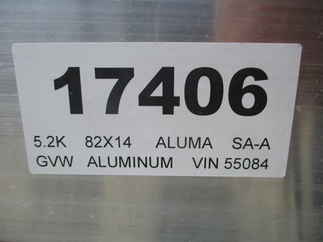 17406
5.2K 82X14 ALUMA SA-A
GVW ALUMINUM VIN 55084